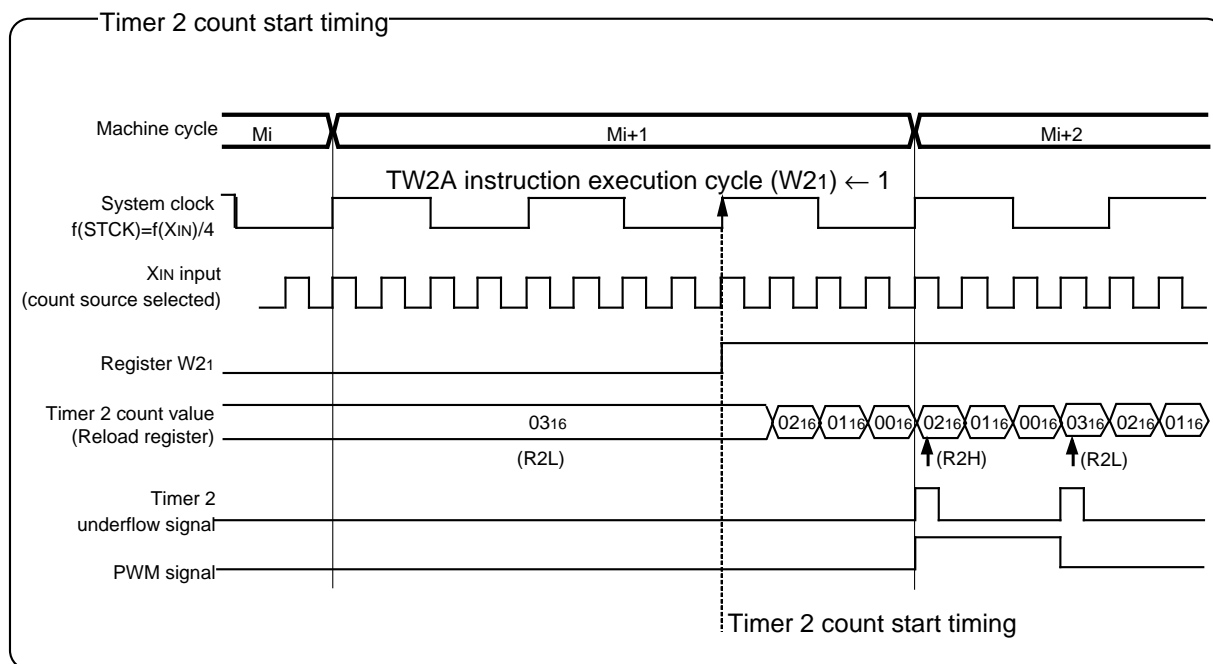 Timer 2 count start timing
Machine cycle
Mi
Mi+1
Mi+2
TW2A instruction execution cycle (W21) ← 1
System clock
f(STCK)=f(XIN)/4
XIN input
(count source selected)
Register W21
Timer 2 count value
(Reload register)
0316 0216 0116 0016 0216 0116 0016 0316 0216 0116
(R2L) (R2H) (R2L)
Timer 2
underflow signal
PWM signal
Timer 2 count start timing